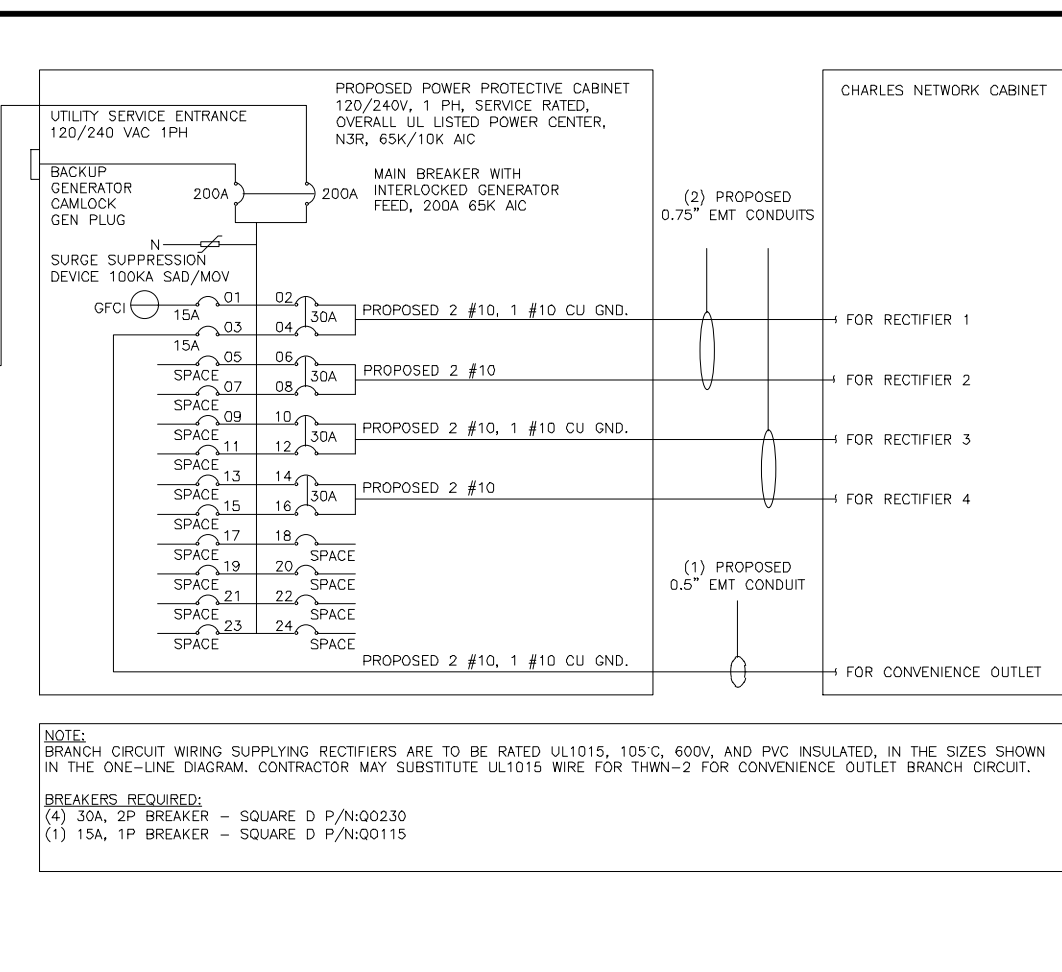 PROPOSED POWER PROTECTIVE CABINET
120/240V, 1 PH, SERVICE RATED,
OVERALL UL LISTED POWER CENTER,
N3R, 65K/10K AIC
CHARLES NETWORK CABINET
UTILITY SERVICE ENTRANCE
120/240 VAC 1PH
BACKUP
GENERATOR
CAMLOCK
GEN PLUG
200A
200A
MAIN BREAKER WITH
INTERLOCKED GENERATOR
FEED, 200A 65K AIC
(2) PROPOSED
0.75" EMT CONDUITS
N
SURGE SUPPRESSION
DEVICE 100KA SAD/MOV
GFCI
15A
01
02
30A
PROPOSED 2 #10, 1 #10 CU GND.
FOR RECTIFIER 1
15A
03
04
SPACE
05
06
30A
PROPOSED 2 #10
FOR RECTIFIER 2
SPACE
07
08
SPACE
09
10
30A
PROPOSED 2 #10, 1 #10 CU GND.
FOR RECTIFIER 3
SPACE
11
12
SPACE
13
14
30A
PROPOSED 2 #10
FOR RECTIFIER 4
SPACE
15
16
SPACE
17
18
SPACE
SPACE
19
20
SPACE
SPACE
21
22
SPACE
SPACE
23
24
SPACE
(1) PROPOSED
0.5" EMT CONDUIT
PROPOSED 2 #10, 1 #10 CU GND.
FOR CONVENIENCE OUTLET
NOTE:
BRANCH CIRCUIT WIRING SUPPLYING RECTIFIERS ARE TO BE RATED UL1015, 105°C, 600V, AND PVC INSULATED, IN THE SIZES SHOWN
IN THE ONE-LINE DIAGRAM. CONTRACTOR MAY SUBSTITUTE UL1015 WIRE FOR THWN-2 FOR CONVENIENCE OUTLET BRANCH CIRCUIT.
BREAKERS REQUIRED:
(4) 30A, 2P BREAKER - SQUARE D P/N:QO230
(1) 15A, 1P BREAKER - SQUARE D P/N:QO115